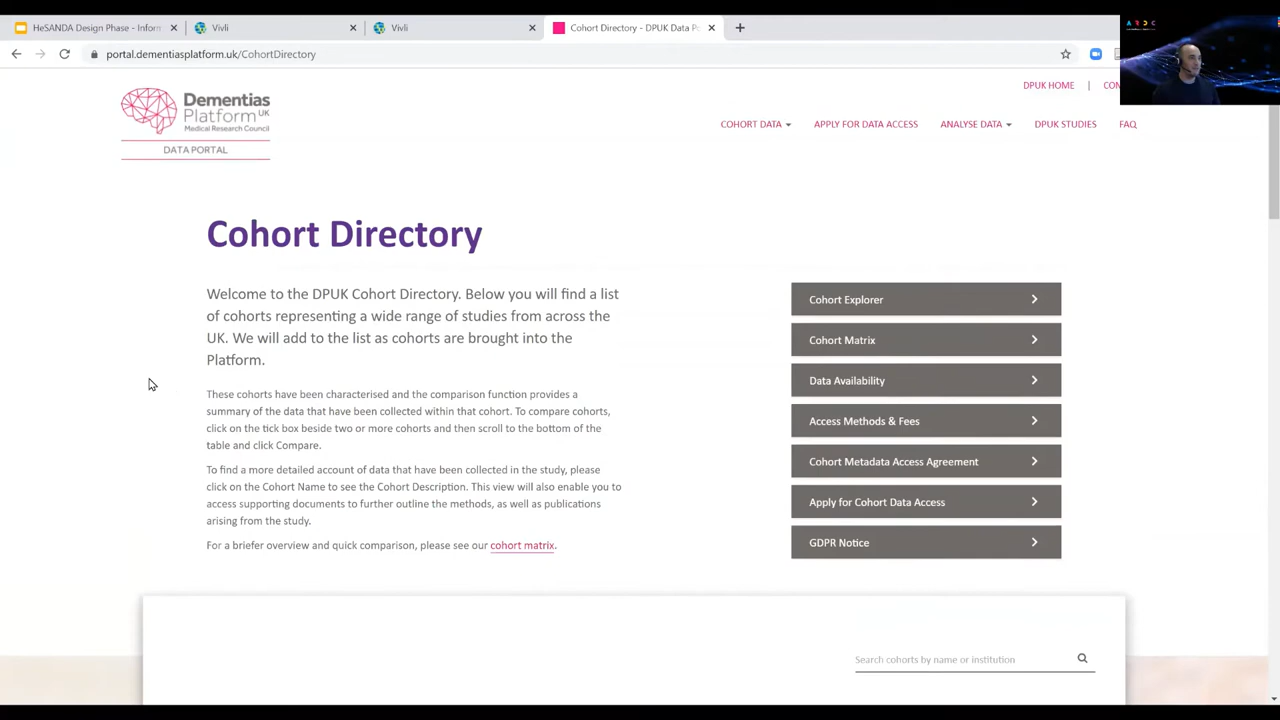 HeSANDA Design Phase - Inform
Vivli
Vivli
Cohort Directory - DPUK Data Po
portal.dementiasplatform.uk/CohortDirectory
ARDC
DPUK HOME | CON
Dementias
Platform UK
Medical Research Council
DATA PORTAL
COHORT DATA APPLY FOR DATA ACCESS ANALYSE DATA DPUK STUDIES FAQ
Cohort Directory
Welcome to the DPUK Cohort Directory. Below you will find a list
of cohorts representing a wide range of studies from across the
UK. We will add to the list as cohorts are brought into the
Platform.
These cohorts have been characterised and the comparison function provides a
summary of the data that have been collected within that cohort. To compare cohorts,
click on the tick box beside two or more cohorts and then scroll to the bottom of the
table and click Compare.
To find a more detailed account of data that have been collected in the study, please
click on the Cohort Name to see the Cohort Description. This view will also enable you to
access supporting documents to further outline the methods, as well as publications
arising from the study.
For a briefer overview and quick comparison, please see our cohort matrix.
Cohort Explorer
Cohort Matrix
Data Availability
Access Methods & Fees
Cohort Metadata Access Agreement
Apply for Cohort Data Access
GDPR Notice
Search cohorts by name or institution